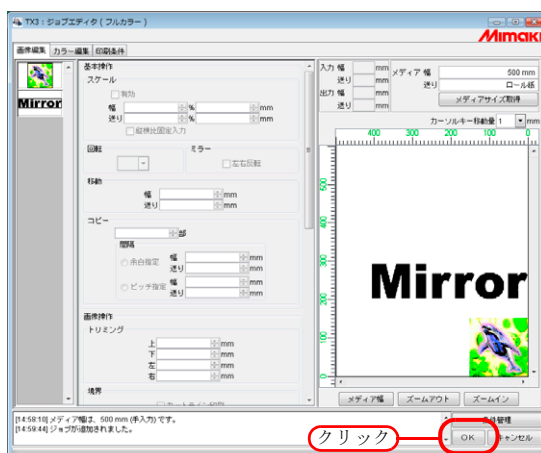 TX3 : ジョブエディタ ( フルカラー )
Mimaki
画像編集 カラー編集 印刷条件
Mirror
基本操作
スケール
有効
幅 % mm
送り % mm
縦横比固定入力
回転 ミラー
左右回転
移動
幅 mm
送り mm
コピー
部
間隔
余白指定 幅 mm
送り mm
ピッチ指定 幅 mm
送り mm
画像操作
トリミング
上 mm
下 mm
左 mm
右 mm
境界
入力 幅 mm
送り mm
出力 幅 mm
送り mm
メディア 幅 500 mm
送り ロール紙
メディアサイズ取得
カーソルキー移動量 1 mm
400 300 200 100 0
Mirror
メディア幅 ズームアウト ズームイン
[14:59:10] メディア幅は、500 mm (手入力) です。
[14:59:44] ジョブが追加されました。
クリック
管理
OK キャンセル